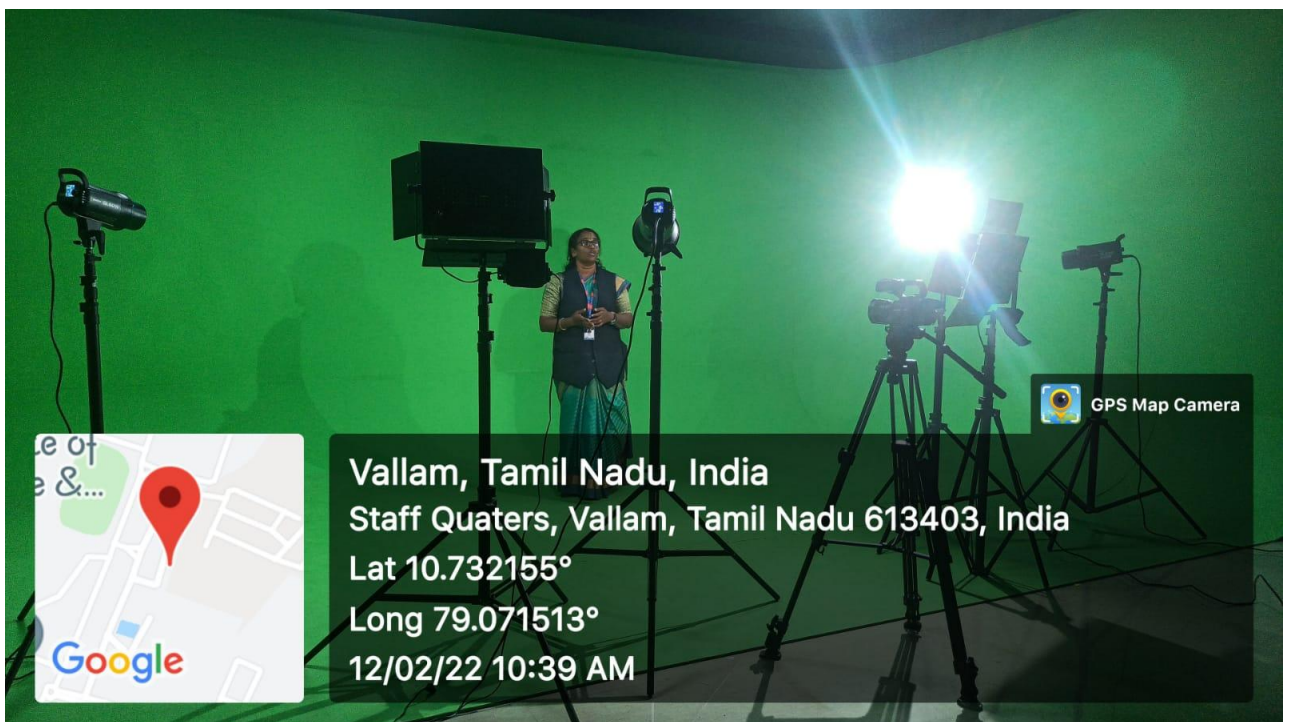 GPS Map Camera
le of
e &...
Google
Vallam, Tamil Nadu, India
Staff Quaters, Vallam, Tamil Nadu 613403, India
Lat 10.732155°
Long 79.071513°
12/02/22 10:39 AM